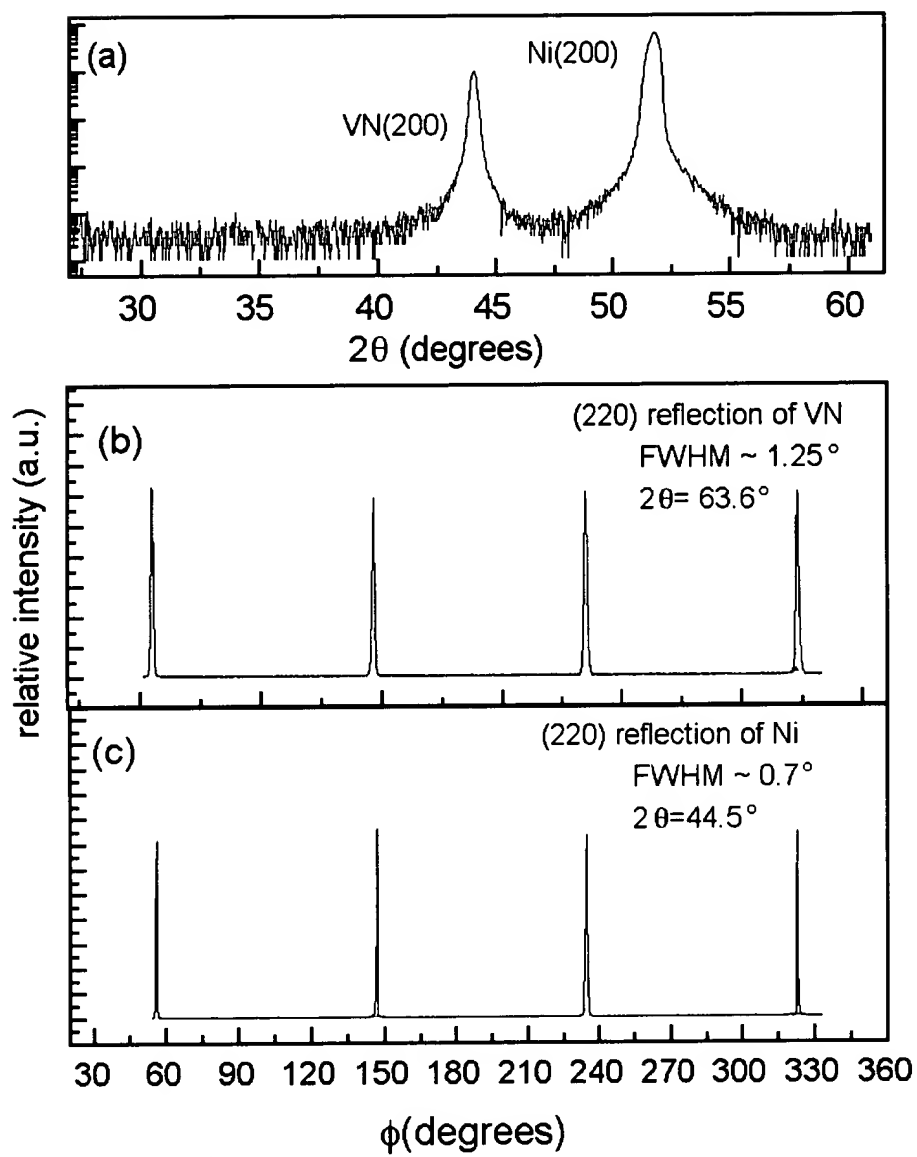 (a)
Ni(200)
VN(200)
30 35 40 45 50 55 60
2θ (degrees)
relative intensity (a.u.)
(b)
(220) reflection of VN
FWHM ~ 1.25°
2θ= 63.6°
(c)
(220) reflection of Ni
FWHM ~ 0.7°
2θ=44.5°
30 60 90 120 150 180 210 240 270 300 330 360
ϕ(degrees)